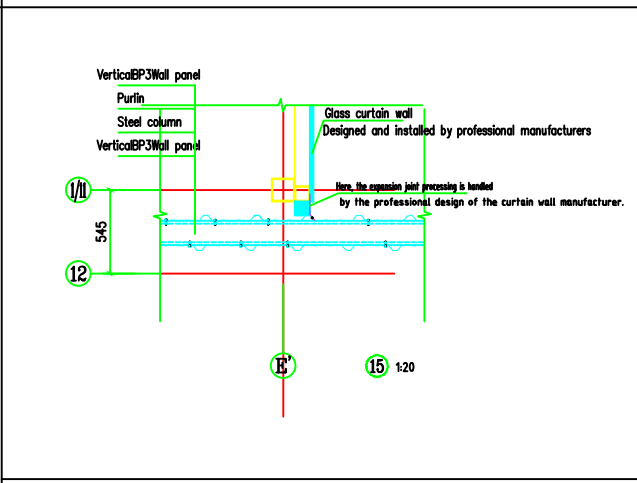 VerticalBP3Wall panel
Purlin
Steel column
VerticalBP3Wall panel
Glass curtain wall
Designed and installed by professional manufacturers
Here, the expansion joint processing is handled
by the professional design of the curtain wall manufacturer.
1/11
545
12
E'
15 1:20